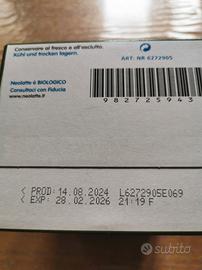 Conservare al fresco e all'asciutto.
Kühl und trocken lagern.
ART. NR 6272905
Neolatte è BIOLOGICO
Consultaci con Fiducia
www.neolatte.it
982725943
PROD: 14.08.2024 L6272905E069
EXP: 28.02.2026 21:19 F
subito